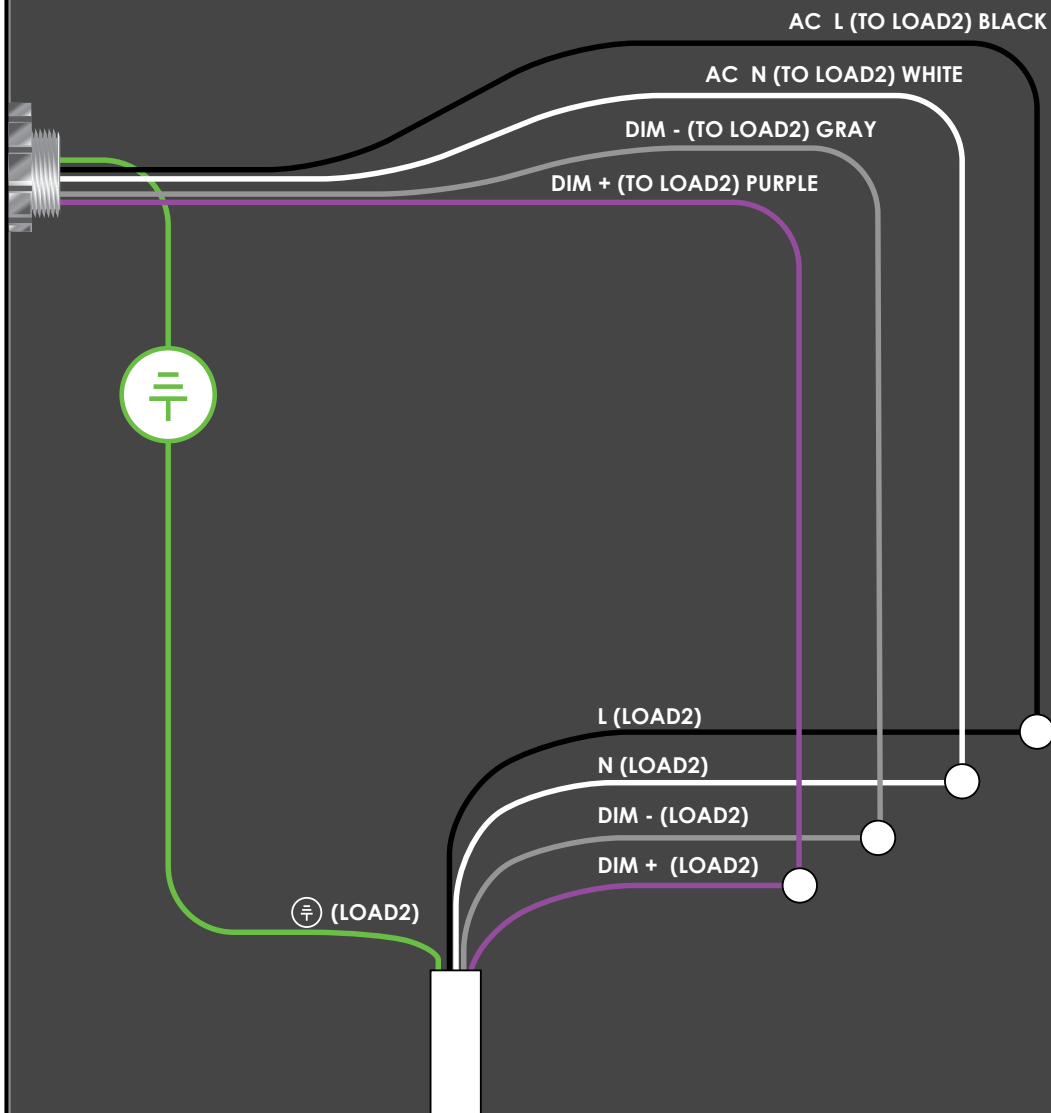 AC L (TO LOAD2) BLACK
AC N (TO LOAD2) WHITE
DIM - (TO LOAD2) GRAY
DIM + (TO LOAD2) PURPLE
L (LOAD2)
N (LOAD2)
DIM - (LOAD2)
DIM + (LOAD2)
(LOAD2)